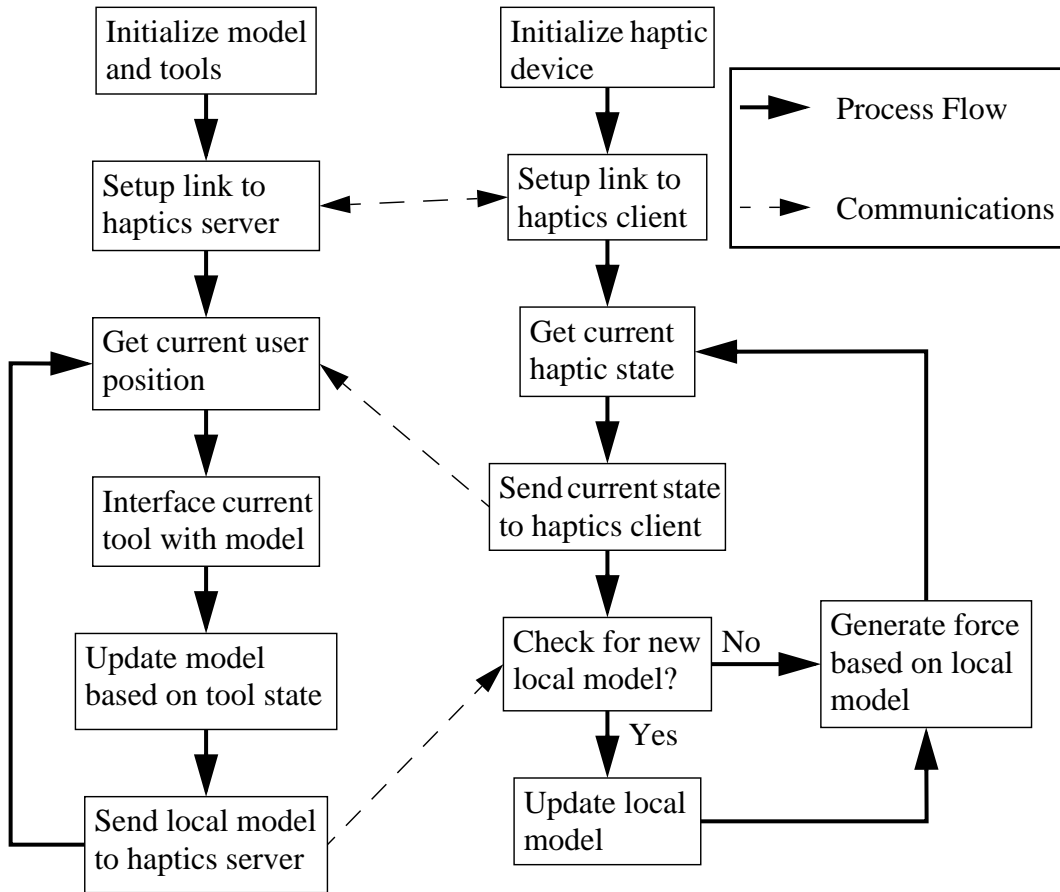 Initialize model
and tools
Initialize haptic
device
Process Flow
Communications
Setup link to
haptics server
Setup link to
haptics client
Get current user
position
Get current
haptic state
Interface current
tool with model
Send current state
to haptics client
Update model
based on tool state
Check for new
local model?
No
Generate force
based on local
model
Yes
Send local model
to haptics server
Update local
model